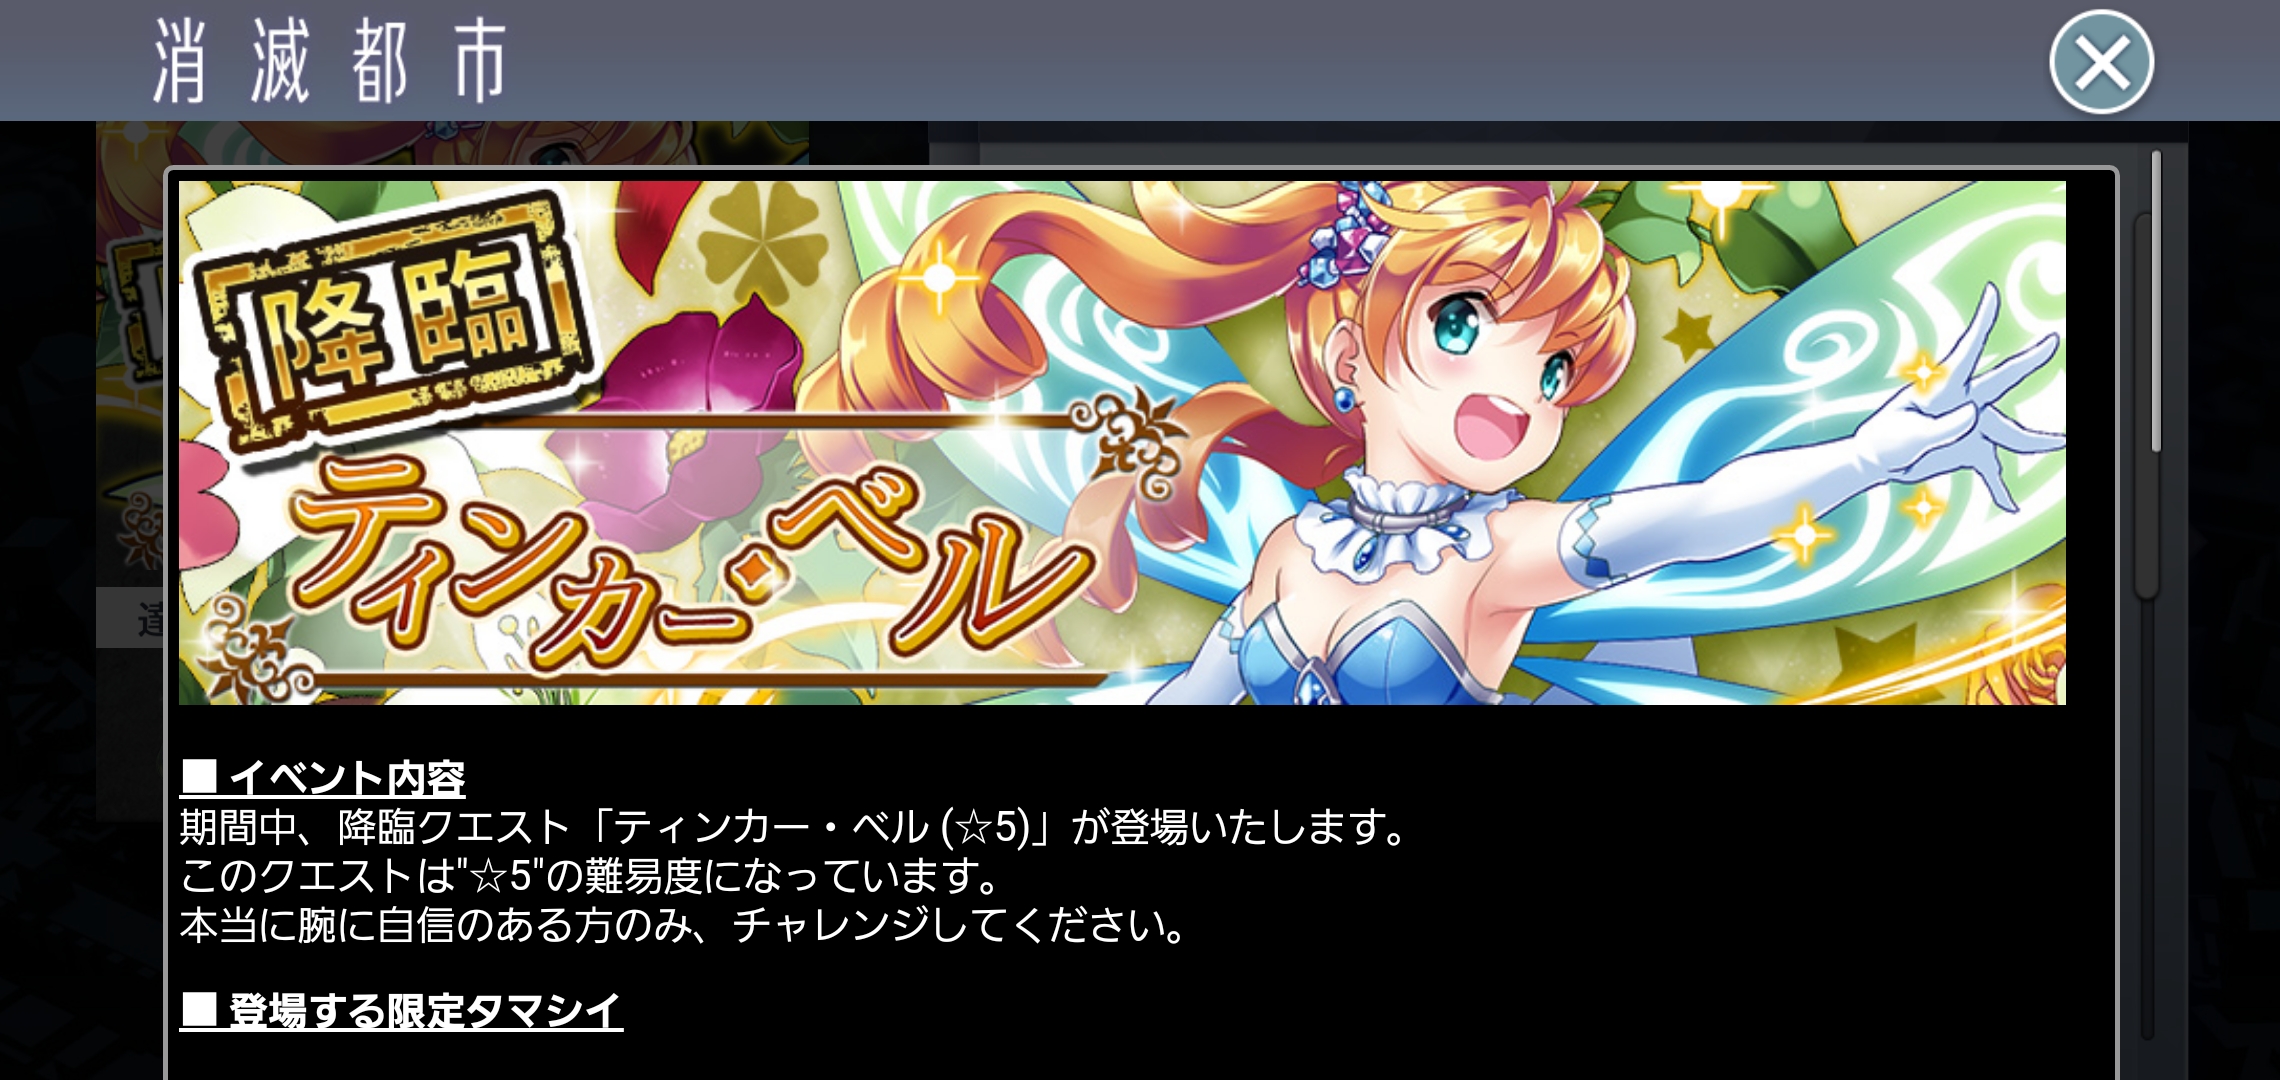 消滅都市
降臨
ティンカー・ベル
■ イベント内容
期間中、降臨クエスト「ティンカー・ベル (☆5)」が登場いたします。
このクエストは"☆5"の難易度になっています。
本当に腕に自信のある方のみ、チャレンジしてください。
■ 登場する限定タマシイ